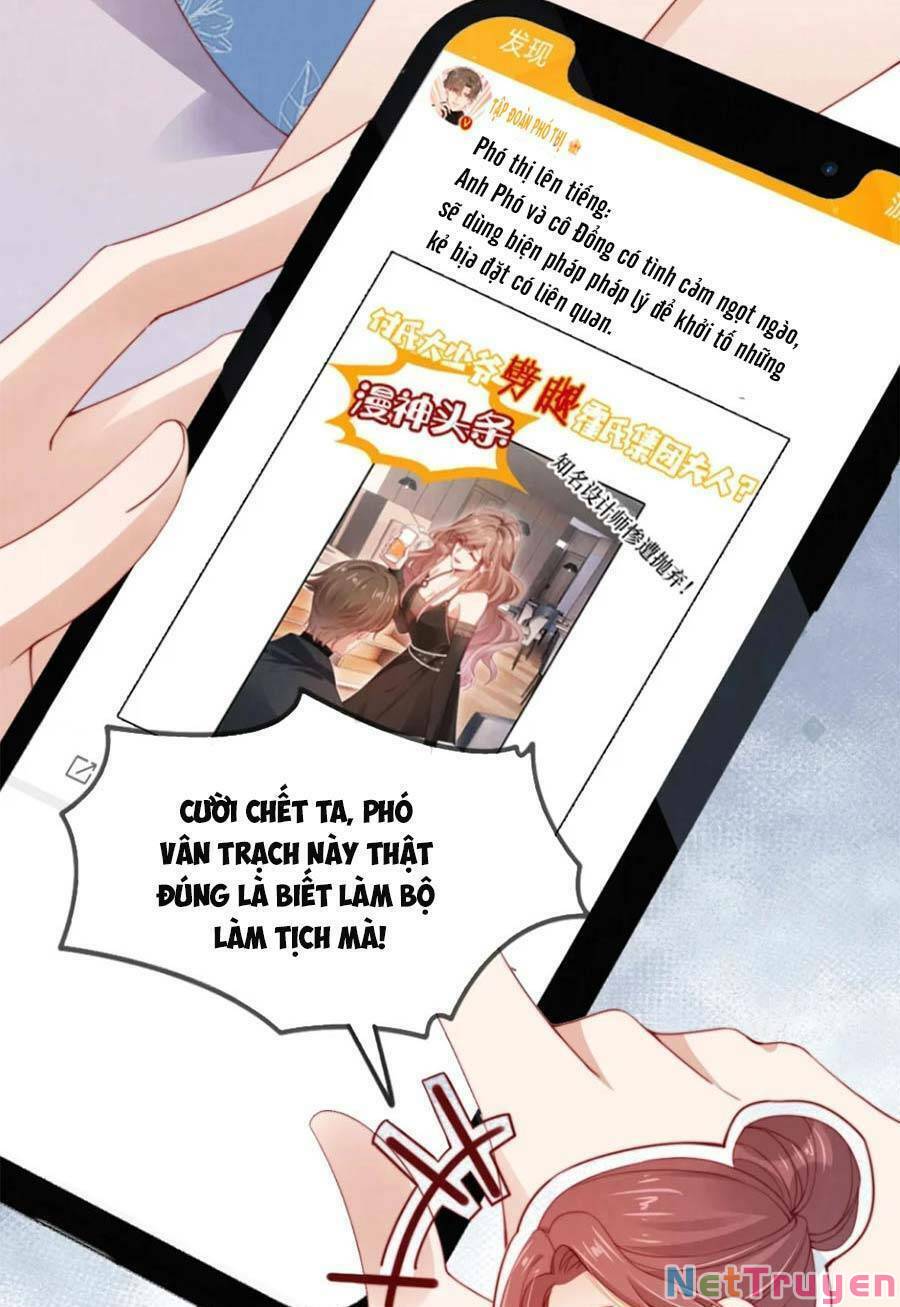 发现
TẬP ĐOÀN PHÓ THỊ
Phó thị lên tiếng:
Anh Phó và cô Đổng có tình cảm ngọt ngào,
sẽ dùng biện pháp pháp lý để khởi tố những
kẻ bịa đặt có liên quan.
付氏大少爷劈腿霍氏集团夫人?
漫神头条
知名设计师惨遭抛弃!
CƯỜI CHẾT TA, PHÓ
VÂN TRẠCH NÀY THẬT
ĐÚNG LÀ BIẾT LÀM BỘ
LÀM TỊCH MÀ!
NetTruyen